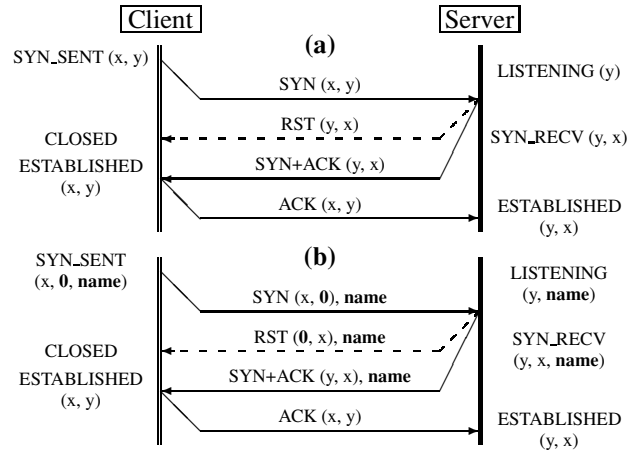 Client Server
(a)
SYN_SENT (x, y)
SYN (x, y)
LISTENING (y)
RST (y, x)
CLOSED
SYN_RECV (y, x)
ESTABLISHED
(x, y)
SYN+ACK (y, x)
ACK (x, y)
ESTABLISHED
(y, x)
(b)
SYN_SENT
(x, 0, name)
SYN (x, 0), name
LISTENING
(y, name)
RST (0, x), name
SYN_RECV
(y, x, name)
CLOSED
ESTABLISHED
(x, y)
SYN+ACK (y, x), name
ACK (x, y)
ESTABLISHED
(y, x)